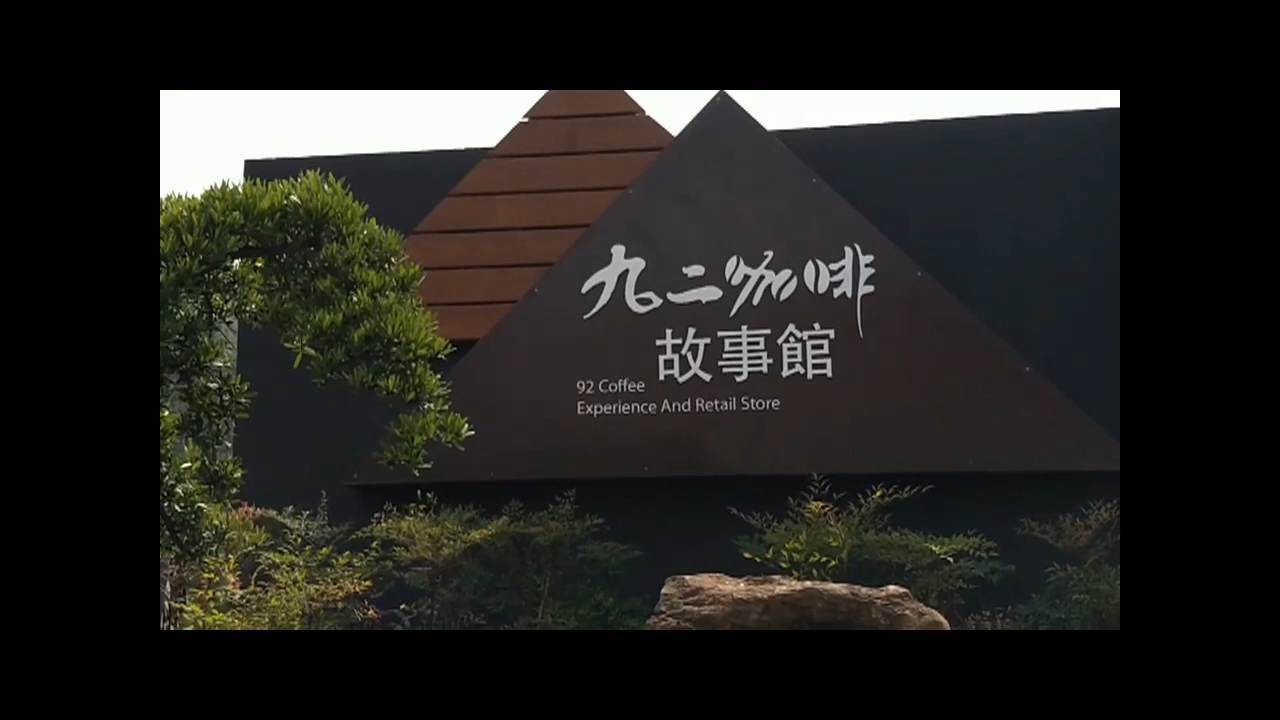 九二咖啡
故事館
92 Coffee
Experience And Retail Store